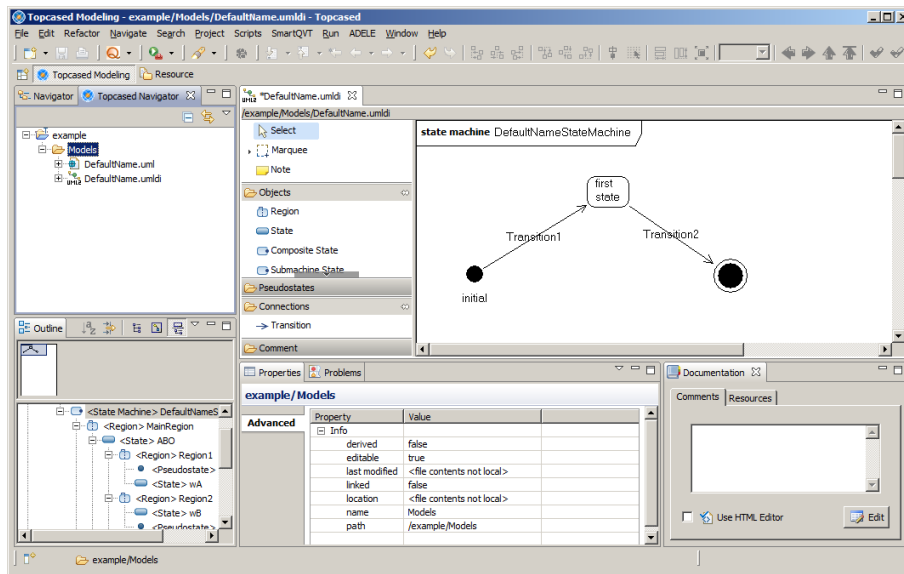 Topcased Modeling - example/Models/DefaultName.umldi - Topcased
File Edit Refactor Navigate Search Project Scripts SmartQVT Run ADELE Window Help
Topcased Modeling Resource
Navigator Topcased Navigator
example
Models
DefaultName.uml
DefaultName.umldi
*DefaultName.umldi
/example/Models/DefaultName.umldi
Select
Marquee
Note
Objects
Region
State
Composite State
Submachine State
Pseudostates
Connections
Transition
Comment
state machine DefaultNameStateMachine
first
state
Transition1
Transition2
initial
Outline
<State Machine> DefaultNameS
<Region> MainRegion
<State> ABO
<Region> Region1
<Pseudostate>
<State> wA
<Region> Region2
<State> wB
<Pseudostate>
Properties Problems
example/Models
Advanced
Property Value
Info
derived false
editable true
last modified <file contents not local>
linked false
location <file contents not local>
name Models
path /example/Models
Documentation
Comments Resources
Use HTML Editor Edit
example/Models